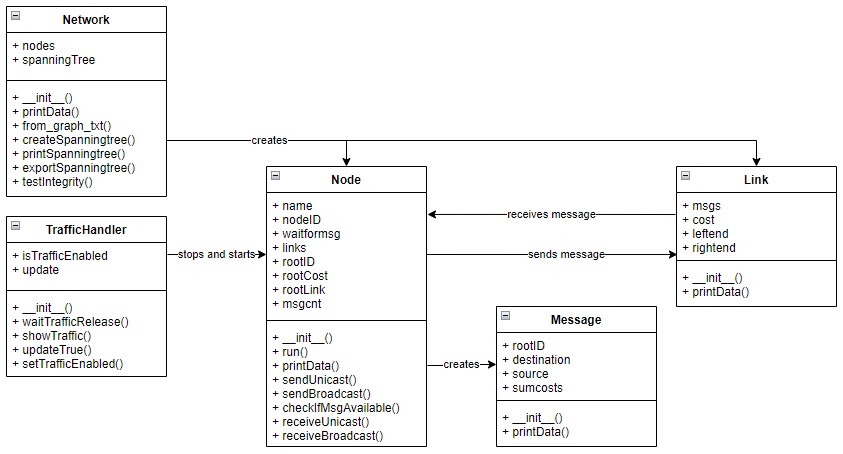 Network
+ nodes
+ spanningTree
+ __init__()
+ printData()
+ from_graph_txt()
+ createSpanningtree()
+ printSpanningtree()
+ exportSpanningtree()
+ testIntegrity()
creates
TrafficHandler
+ isTrafficEnabled
+ update
+ __init__()
+ waitTrafficRelease()
+ showTraffic()
+ updateTrue()
+ setTrafficEnabled()
stops and starts
Node
+ name
+ nodeID
+ waitformsg
+ links
+ rootID
+ rootCost
+ rootLink
+ msgcnt
+ __init__()
+ run()
+ printData()
+ sendUnicast()
+ sendBroadcast()
+ checkIfMsgAvailable()
+ receiveUnicast()
+ receiveBroadcast()
receives message
sends message
creates
Link
+ msgs
+ cost
+ leftend
+ rightend
+ __init__()
+ printData()
Message
+ rootID
+ destination
+ source
+ sumcosts
+ __init__()
+ printData()